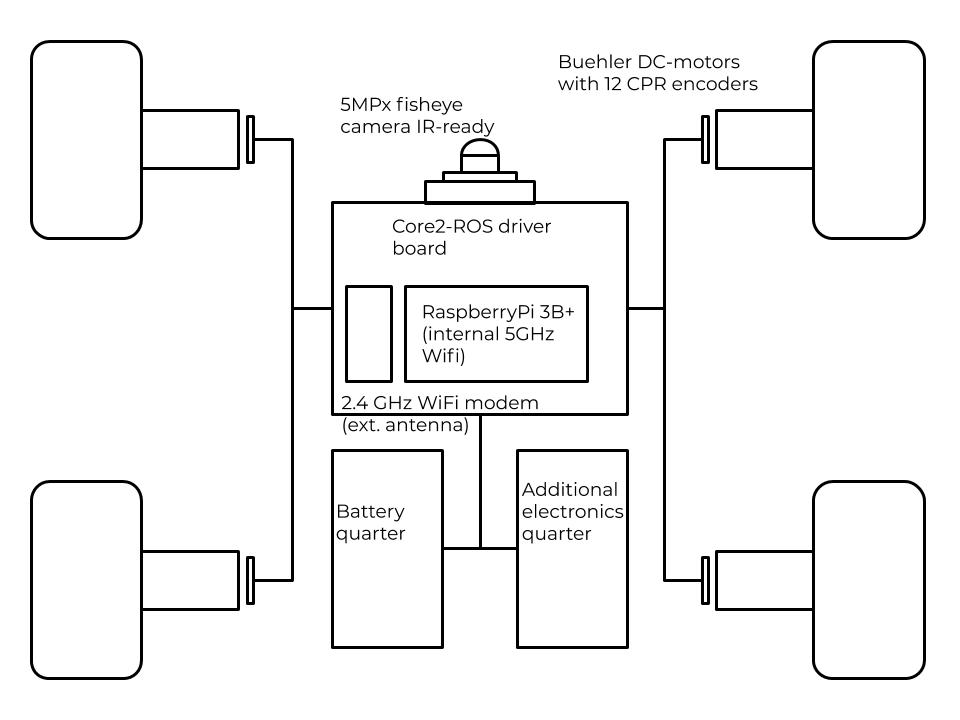 Buehler DC-motors
with 12 CPR encoders
5MPx fisheye
camera IR-ready
Core2-ROS driver
board
RaspberryPi 3B+
(internal 5GHz
Wifi)
2.4 GHz WiFi modem
(ext. antenna)
Battery
quarter
Additional
electronics
quarter